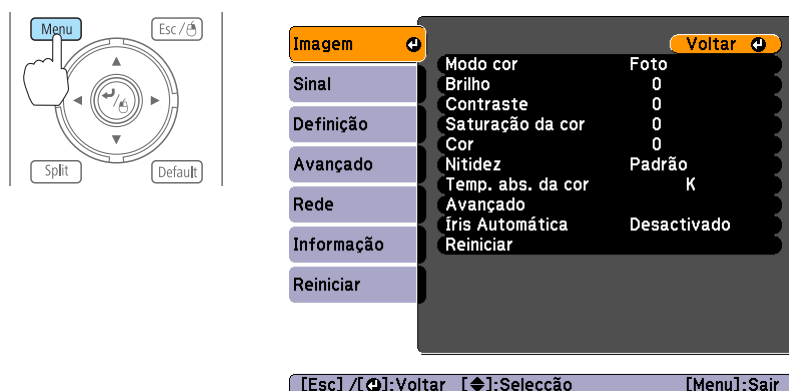 Menu
Esc /
Split
Default
Imagem
Sinal
Definição
Avançado
Rede
Informação
Reiniciar
Voltar
Modo cor Foto
Brilho 0
Contraste 0
Saturação da cor 0
Cor 0
Nitidez Padrão
Temp. abs. da cor K
Avançado
Íris Automática Desactivado
Reiniciar
[Esc] /[ ]:Voltar [ ]:Selecção [Menu]:Sair